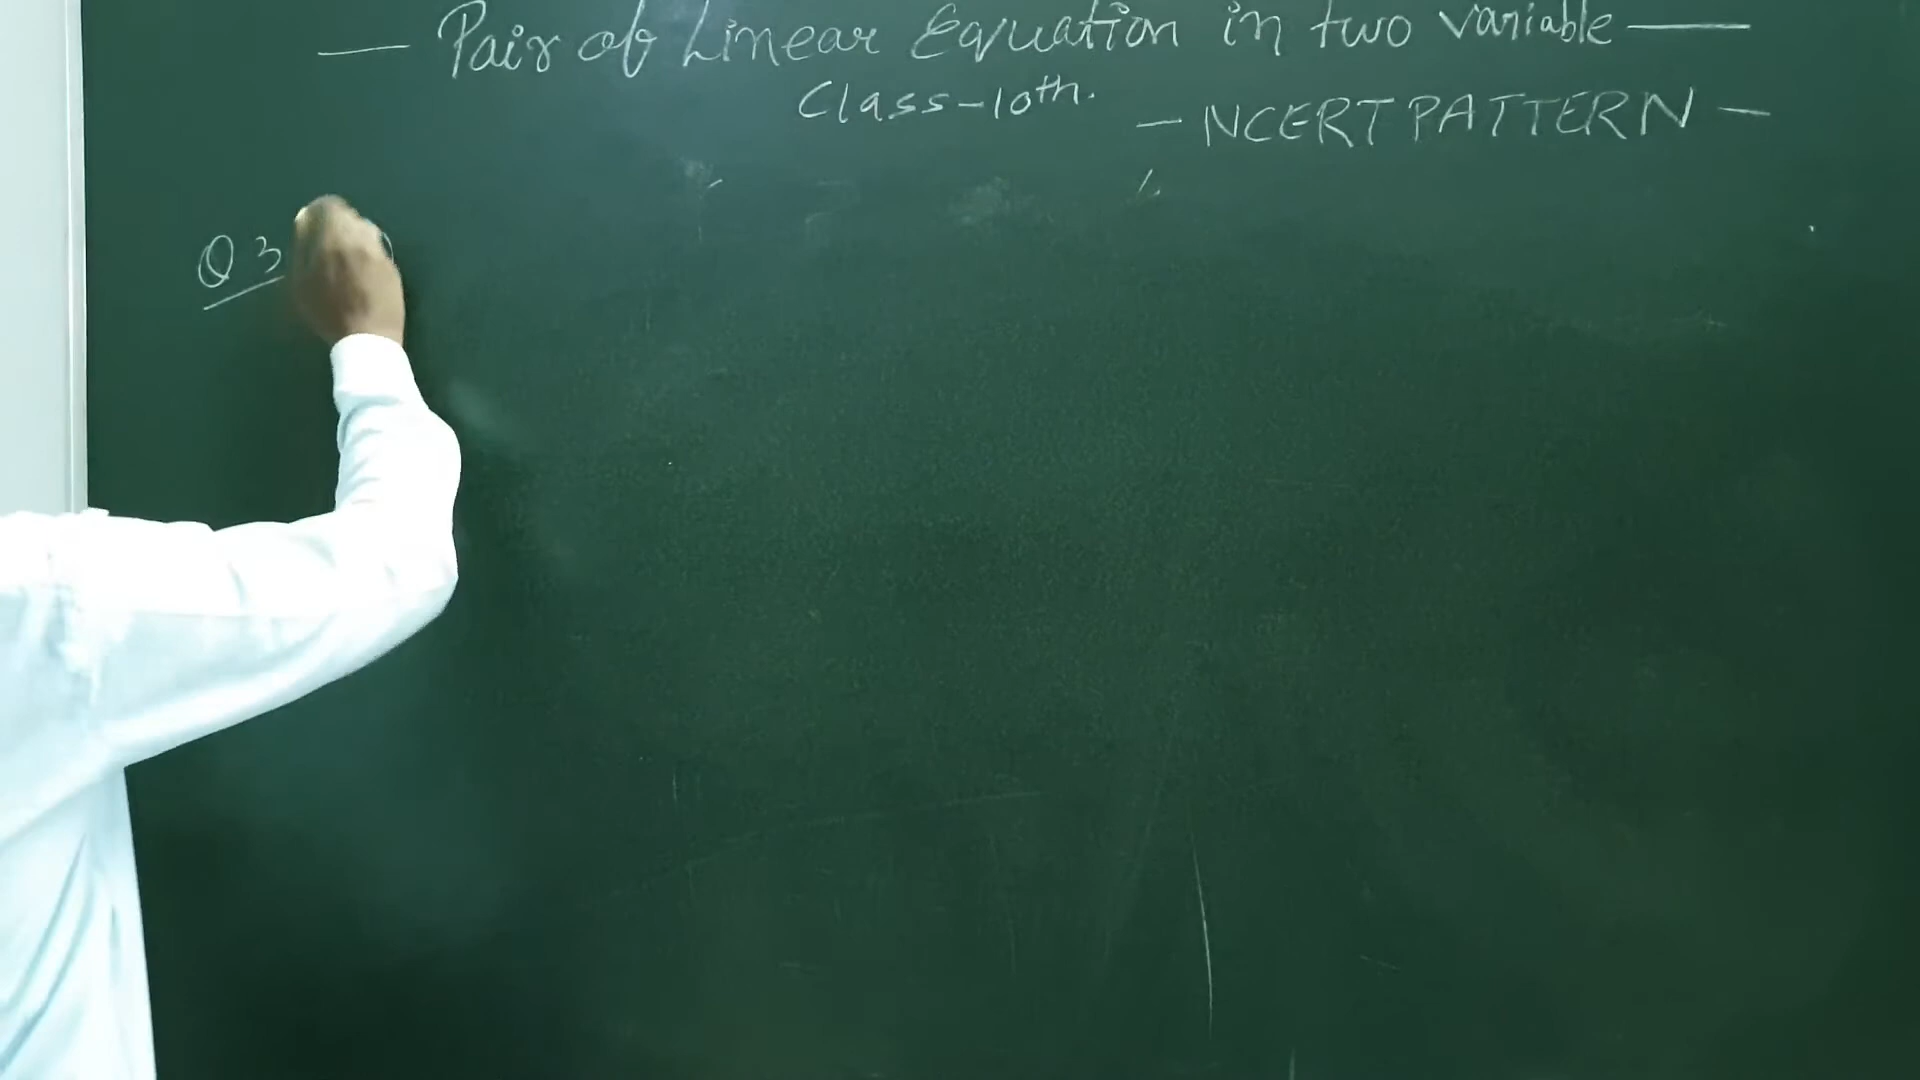 — Pair of Linear Equation in two variable —
Class-10th.
— NCERT PATTERN —
Q 3